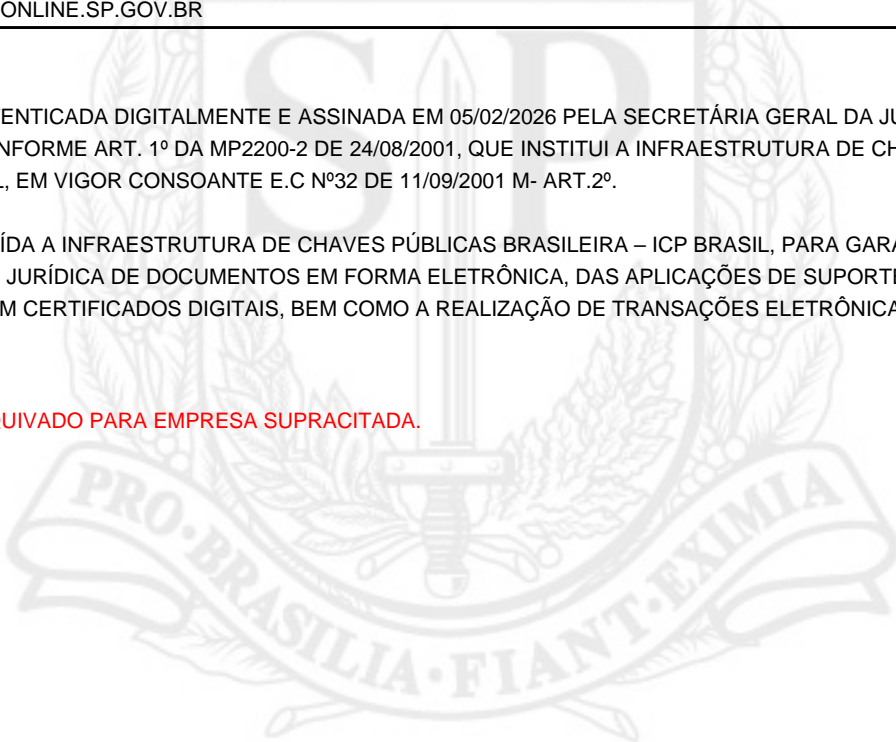 ONLINE.SP.GOV.BR
ENTICADA DIGITALMENTE E ASSINADA EM 05/02/2026 PELA SECRETÁRIA GERAL DA JU
NFORME ART. 1º DA MP2200-2 DE 24/08/2001, QUE INSTITUI A INFRAESTRUTURA DE CH
L, EM VIGOR CONSOANTE E.C Nº32 DE 11/09/2001 M- ART.2º.
ÍDA A INFRAESTRUTURA DE CHAVES PÚBLICAS BRASILEIRA – ICP BRASIL, PARA GARA
JURÍDICA DE DOCUMENTOS EM FORMA ELETRÔNICA, DAS APLICAÇÕES DE SUPORTE
M CERTIFICADOS DIGITAIS, BEM COMO A REALIZAÇÃO DE TRANSAÇÕES ELETRÔNICA
QUIVADO PARA EMPRESA SUPRACITADA.
SP
PRO·BRASILIA·FIANT·EXIMIA